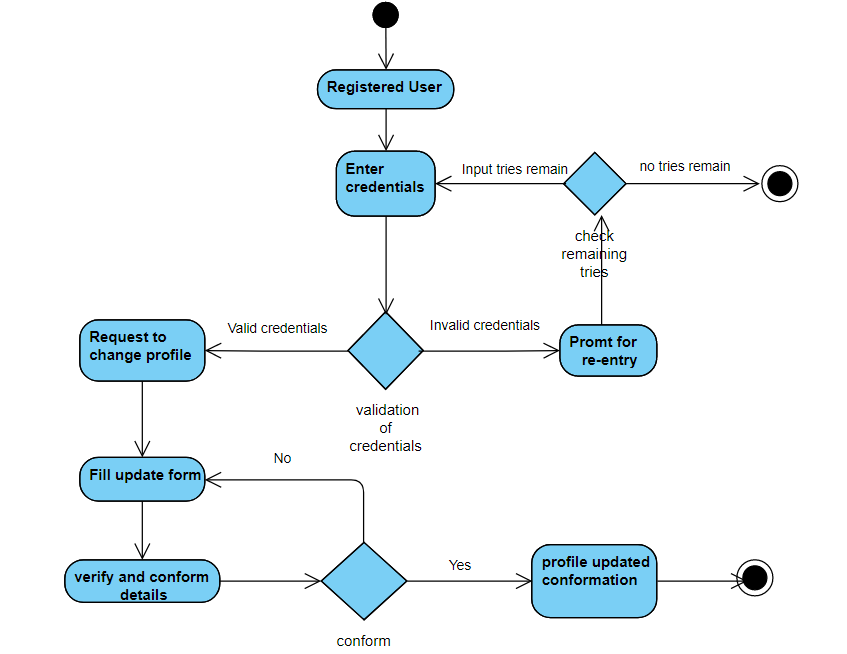 Registered User
Enter
credentials
Input tries remain
no tries remain
check
remaining
tries
Valid credentials
Invalid credentials
Request to
change profile
Promt for
re-entry
validation
of
credentials
No
Fill update form
verify and conform
details
Yes
profile updated
conformation
conform